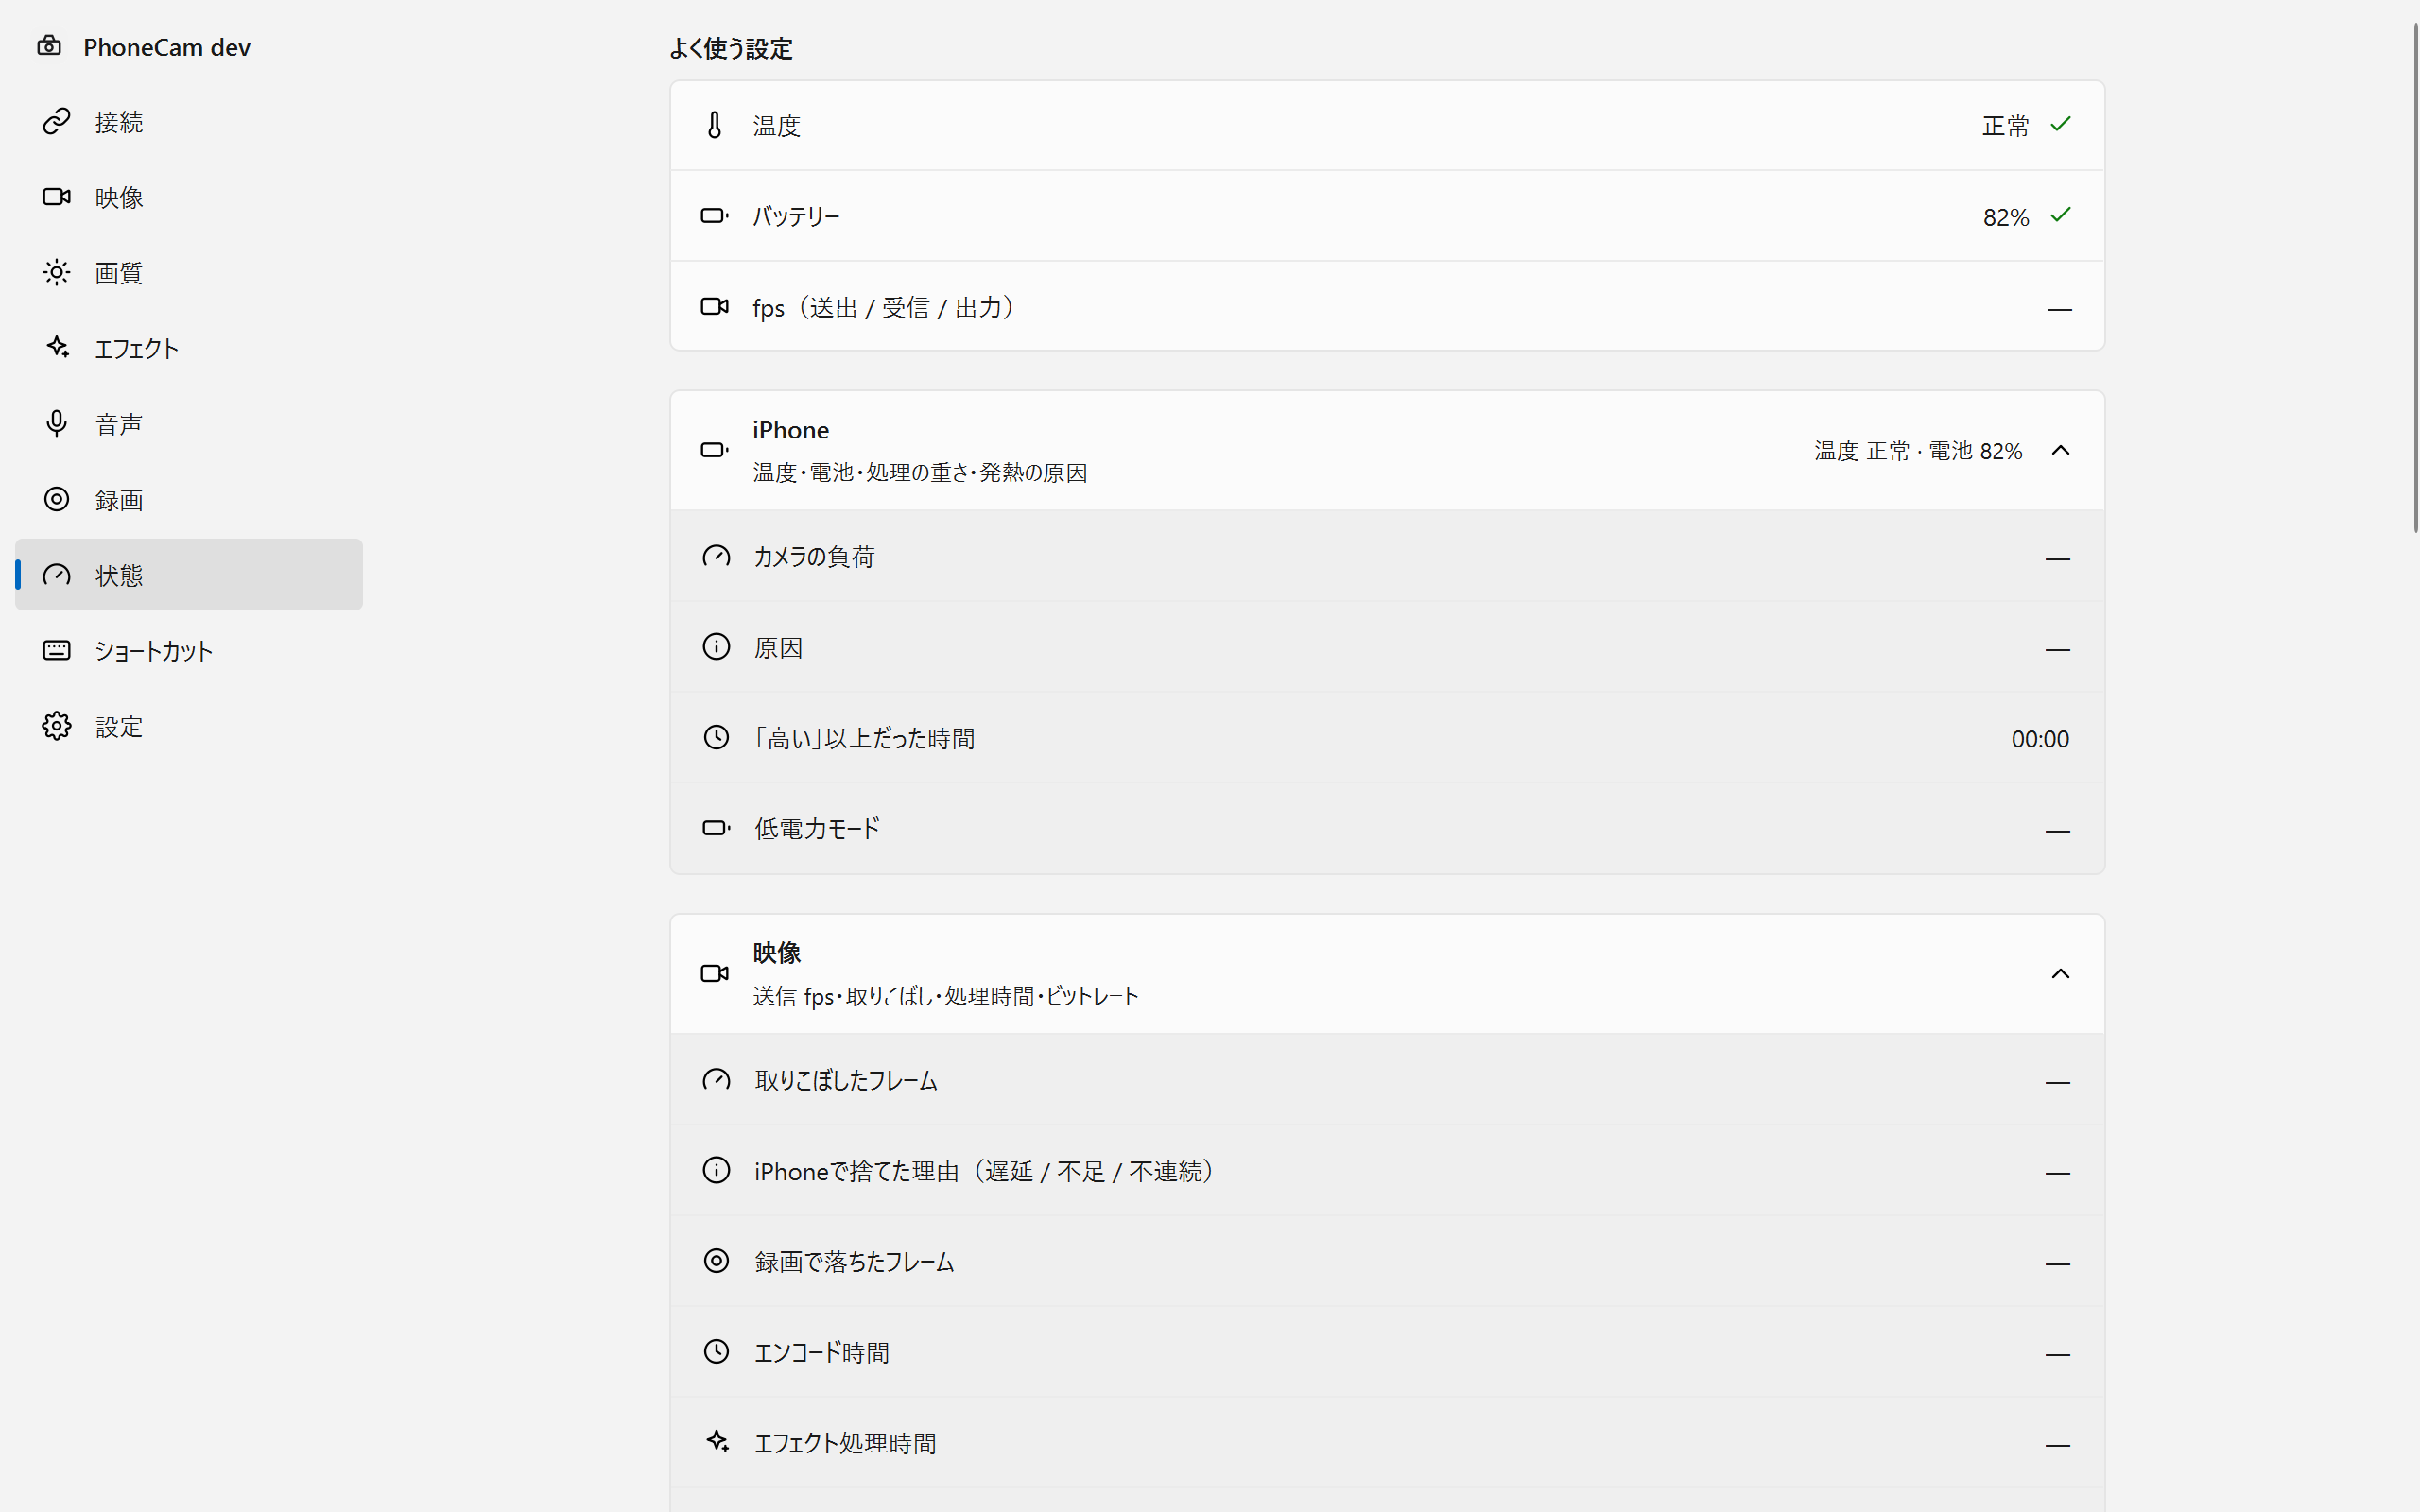 PhoneCam dev
接続
映像
画質
エフェクト
音声
録画
状態
ショートカット
設定
よく使う設定
温度 正常
バッテリー 82%
fps（送出 / 受信 / 出力） —
iPhone
温度・電池・処理の重さ・発熱の原因
温度 正常 · 電池 82%
カメラの負荷 —
原因 —
「高い」以上だった時間 00:00
低電力モード —
映像
送信 fps・取りこぼし・処理時間・ビットレート
取りこぼしたフレーム —
iPhoneで捨てた理由（遅延 / 不足 / 不連続） —
録画で落ちたフレーム —
エンコード時間 —
エフェクト処理時間 —